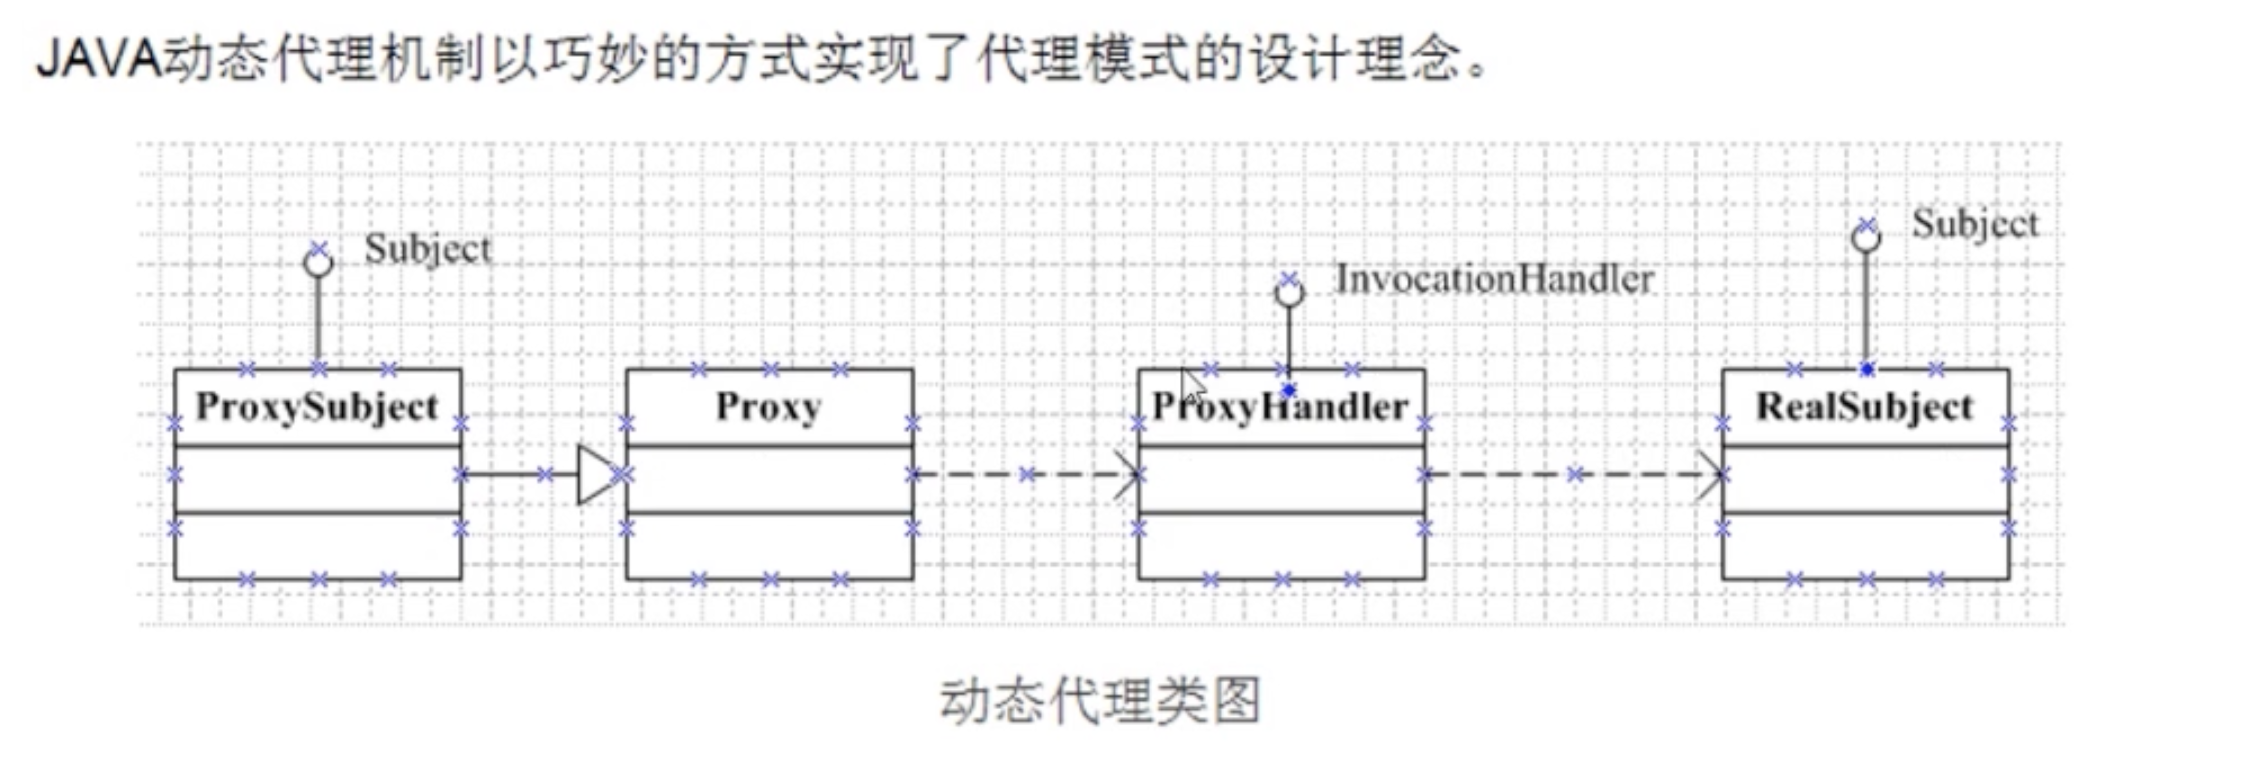 JAVA动态代理机制以巧妙的方式实现了代理模式的设计理念。
Subject
Subject
InvocationHandler
ProxySubject
Proxy
ProxyHandler
RealSubject
动态代理类图